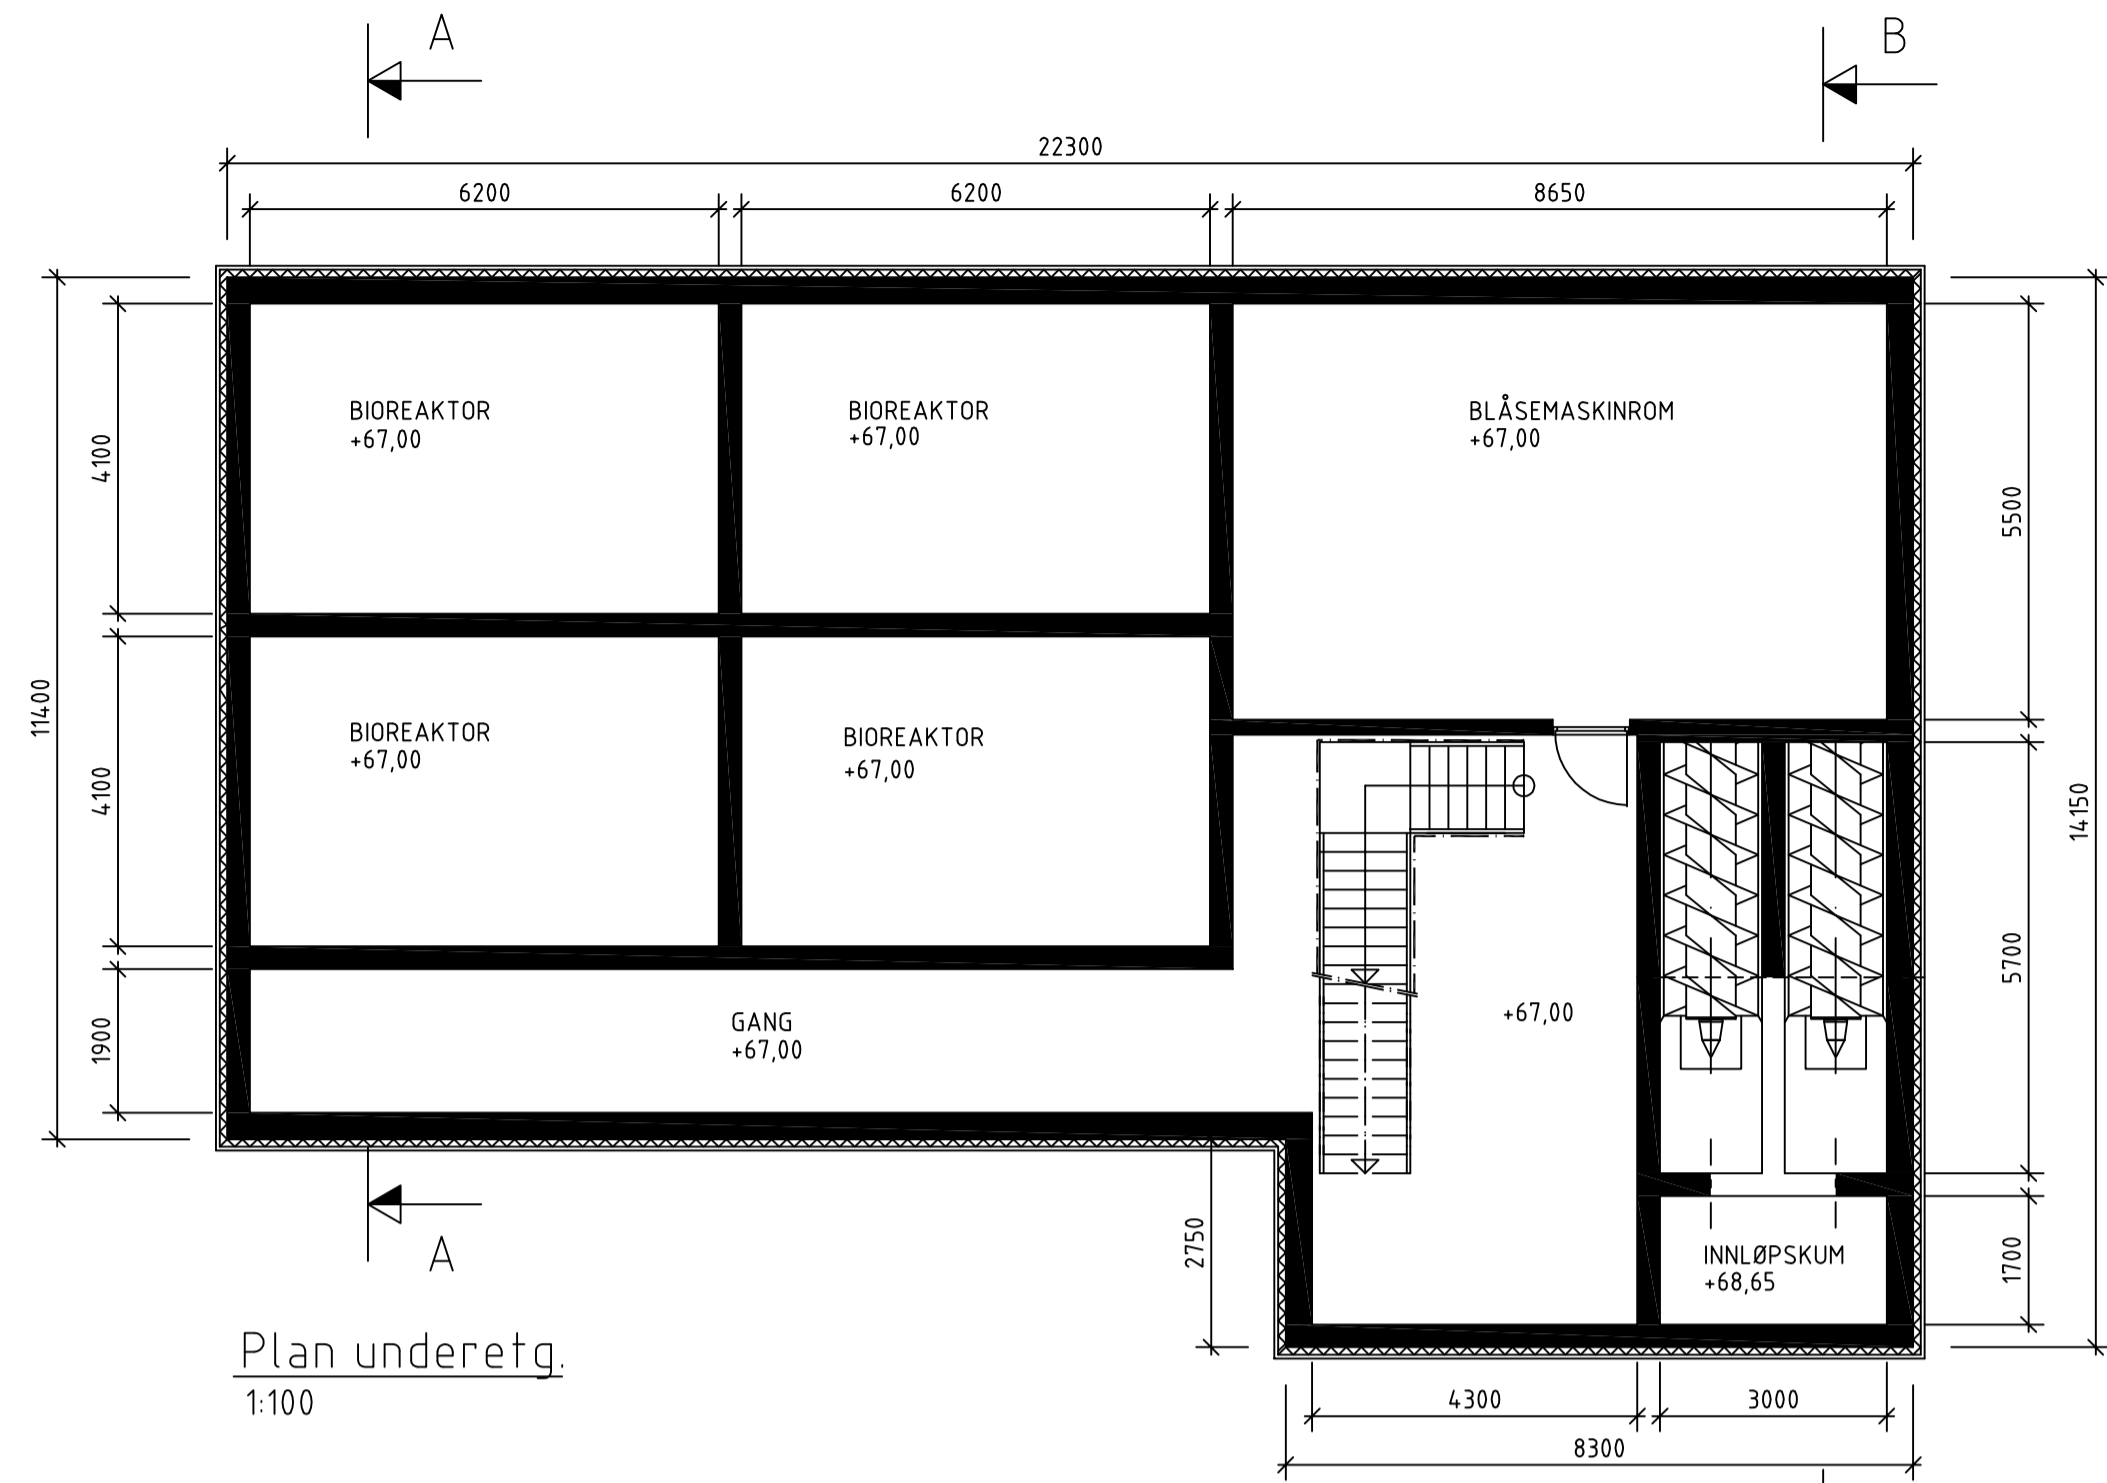 A
B
22300
6200
6200
8650
BIOREAKTOR
+67,00
BIOREAKTOR
+67,00
BLÅSEMASKINROM
+67,00
4100
5500
11400
BIOREAKTOR
+67,00
BIOREAKTOR
+67,00
4100
14150
5700
GANG
+67,00
+67,00
1900
2750
A
INNLØPSKUM
+68,65
1700
Plan underetg.
1:100
4300
3000
8300